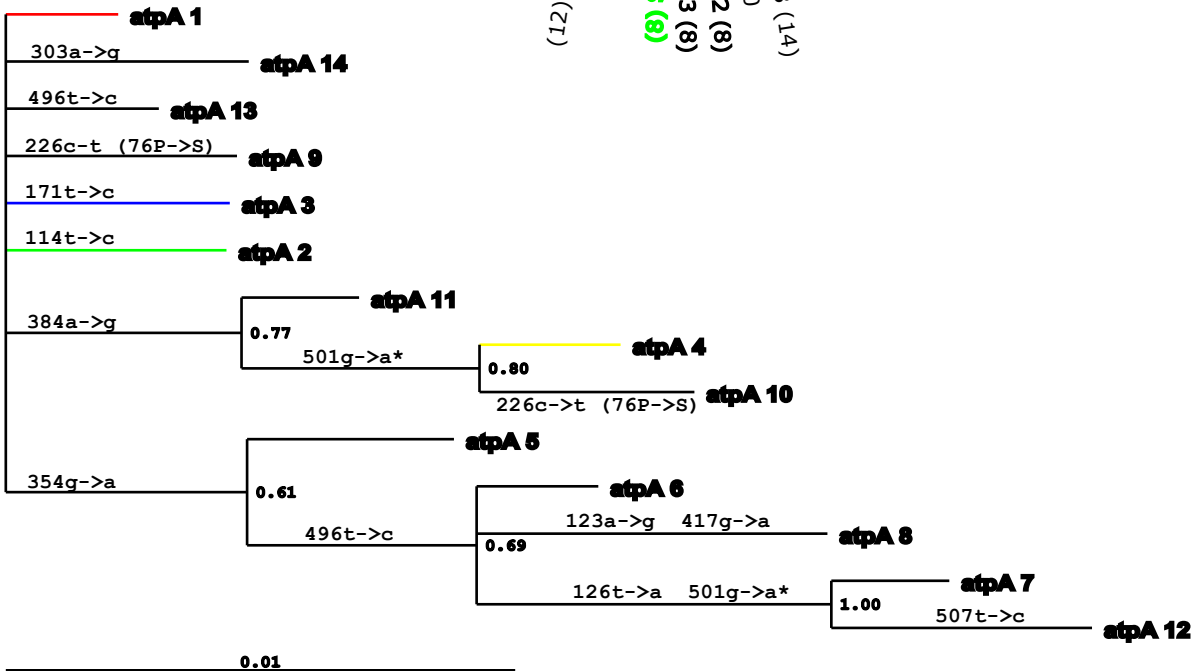 atpA 1
(12)
(8)
3 (8)
2 (8)
(14)
303a->g
atpA 14
496t->c
atpA 13
226c-t (76P->S)
atpA 9
171t->c
atpA 3
114t->c
atpA 2
atpA 11
384a->g
0.77
501g->a*
atpA 4
0.80
226c->t (76P->S)
atpA 10
atpA 5
354g->a
0.61
atpA 6
496t->c
0.69
123a->g 417g->a
atpA 8
126t->a 501g->a*
atpA 7
1.00
507t->c
atpA 12
0.01